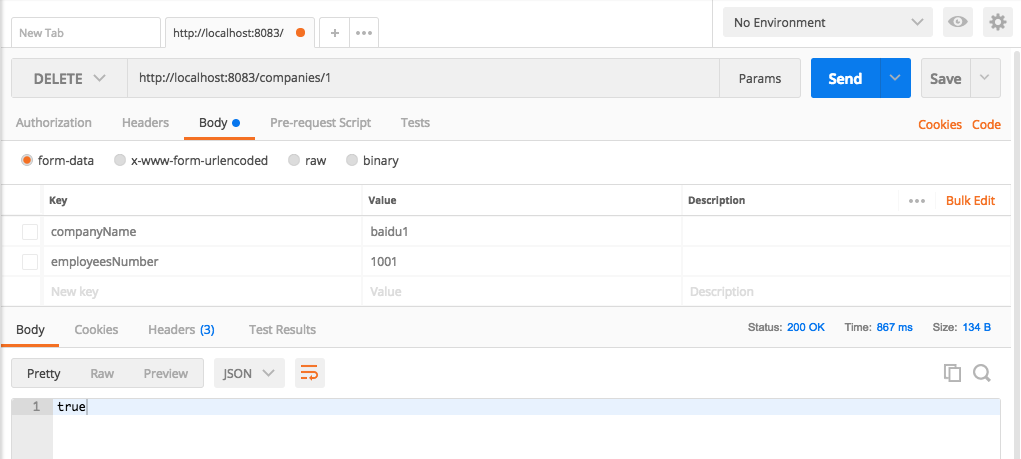 New Tab
http://localhost:8083/
No Environment
DELETE
http://localhost:8083/companies/1
Params
Send
Save
Authorization
Headers
Body
Pre-request Script
Tests
Cookies
Code
form-data
x-www-form-urlencoded
raw
binary
Key
Value
Description
Bulk Edit
companyName
baidu1
employeesNumber
1001
New key
Value
Description
Body
Cookies
Headers (3)
Test Results
Status: 200 OK
Time: 867 ms
Size: 134 B
Pretty
Raw
Preview
JSON
1 true